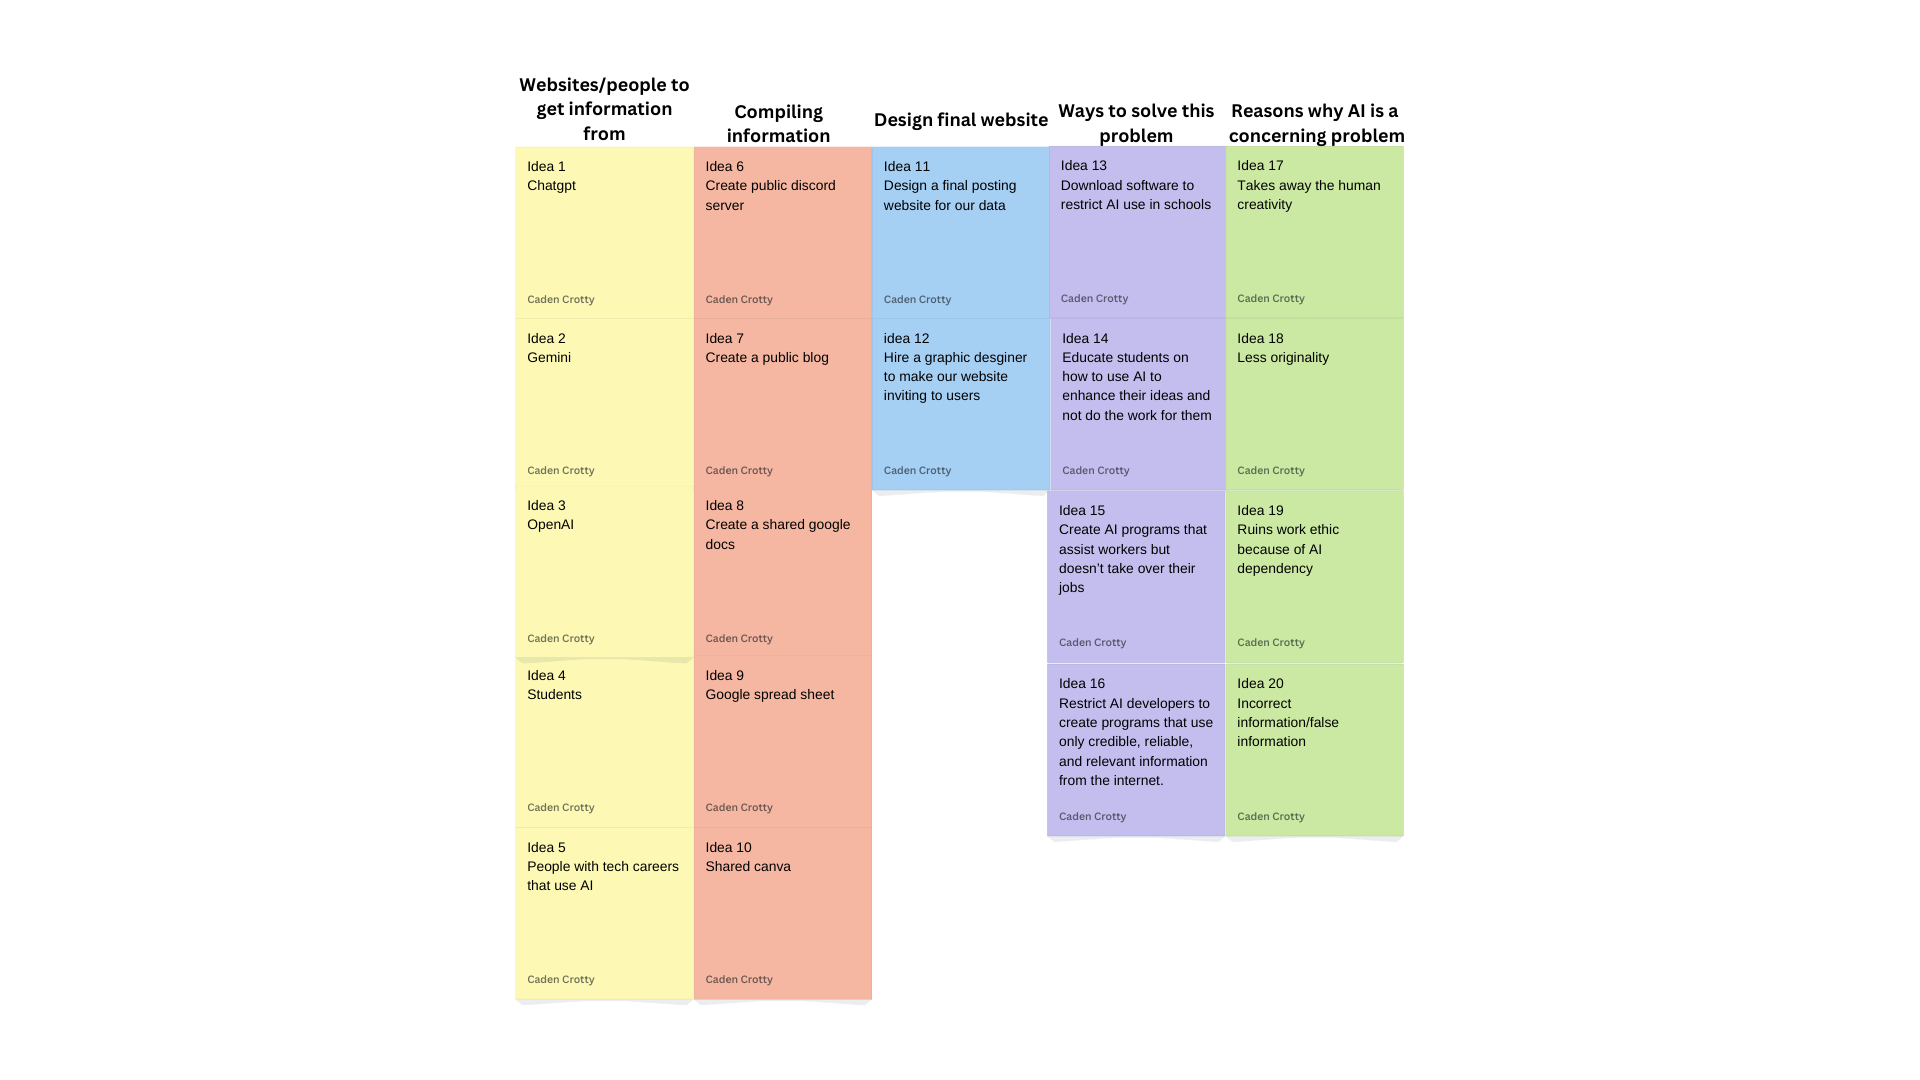 Websites/people to
get information
from
Idea 1
Chatgpt
Caden Crotty
Idea 2
Gemini
Caden Crotty
Idea 3
OpenAI
Caden Crotty
Idea 4
Students
Caden Crotty
Idea 5
People with tech careers
that use AI
Caden Crotty
Compiling
information
Idea 6
Create public discord
server
Caden Crotty
Idea 7
Create a public blog
Caden Crotty
Idea 8
Create a shared google
docs
Caden Crotty
Idea 9
Google spread sheet
Caden Crotty
Idea 10
Shared canva
Caden Crotty
Design final website
Idea 11
Design a final posting
website for our data
Caden Crotty
idea 12
Hire a graphic desginer
to make our website
inviting to users
Caden Crotty
Ways to solve this
problem
Idea 13
Download software to
restrict AI use in schools
Caden Crotty
Idea 14
Educate students on
how to use AI to
enhance their ideas and
not do the work for them
Caden Crotty
Idea 15
Create AI programs that
assist workers but
doesn't take over their
jobs
Caden Crotty
Idea 16
Restrict AI developers to
create programs that use
only credible, reliable,
and relevant information
from the internet.
Caden Crotty
Reasons why AI is a
concerning problem
Idea 17
Takes away the human
creativity
Caden Crotty
Idea 18
Less originality
Caden Crotty
Idea 19
Ruins work ethic
because of AI
dependency
Caden Crotty
Idea 20
Incorrect
information/false
information
Caden Crotty